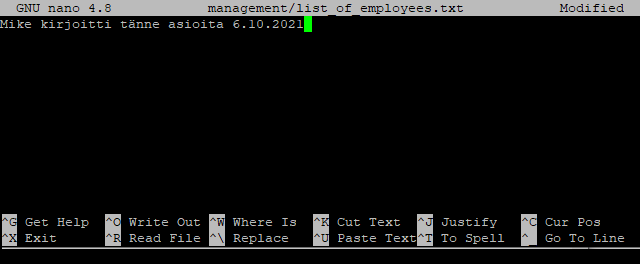 GNU nano 4.8 management/list_of_employees.txt Modified
Mike kirjoitti tänne asioita 6.10.2021
^G Get Help ^O Write Out ^W Where Is ^K Cut Text ^J Justify ^C Cur Pos
^X Exit ^R Read File ^\ Replace ^U Paste Text ^T To Spell ^_ Go To Line